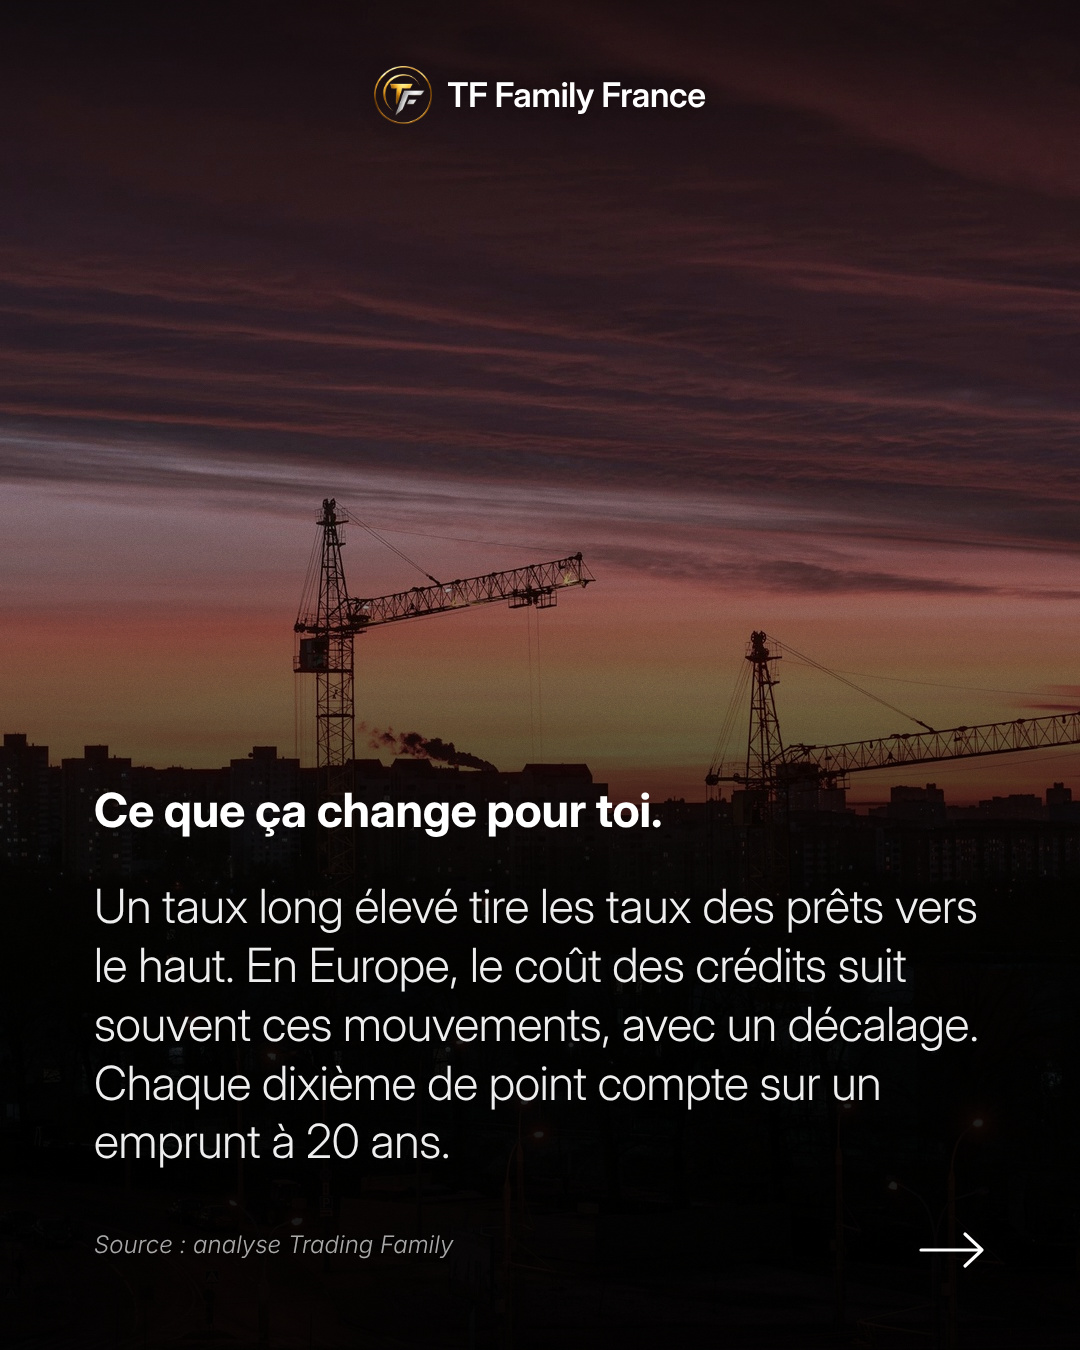 TF TF Family France
Ce que ça change pour toi.
Un taux long élevé tire les taux des prêts vers
le haut. En Europe, le coût des crédits suit
souvent ces mouvements, avec un décalage.
Chaque dixième de point compte sur un
emprunt à 20 ans.
Source : analyse Trading Family